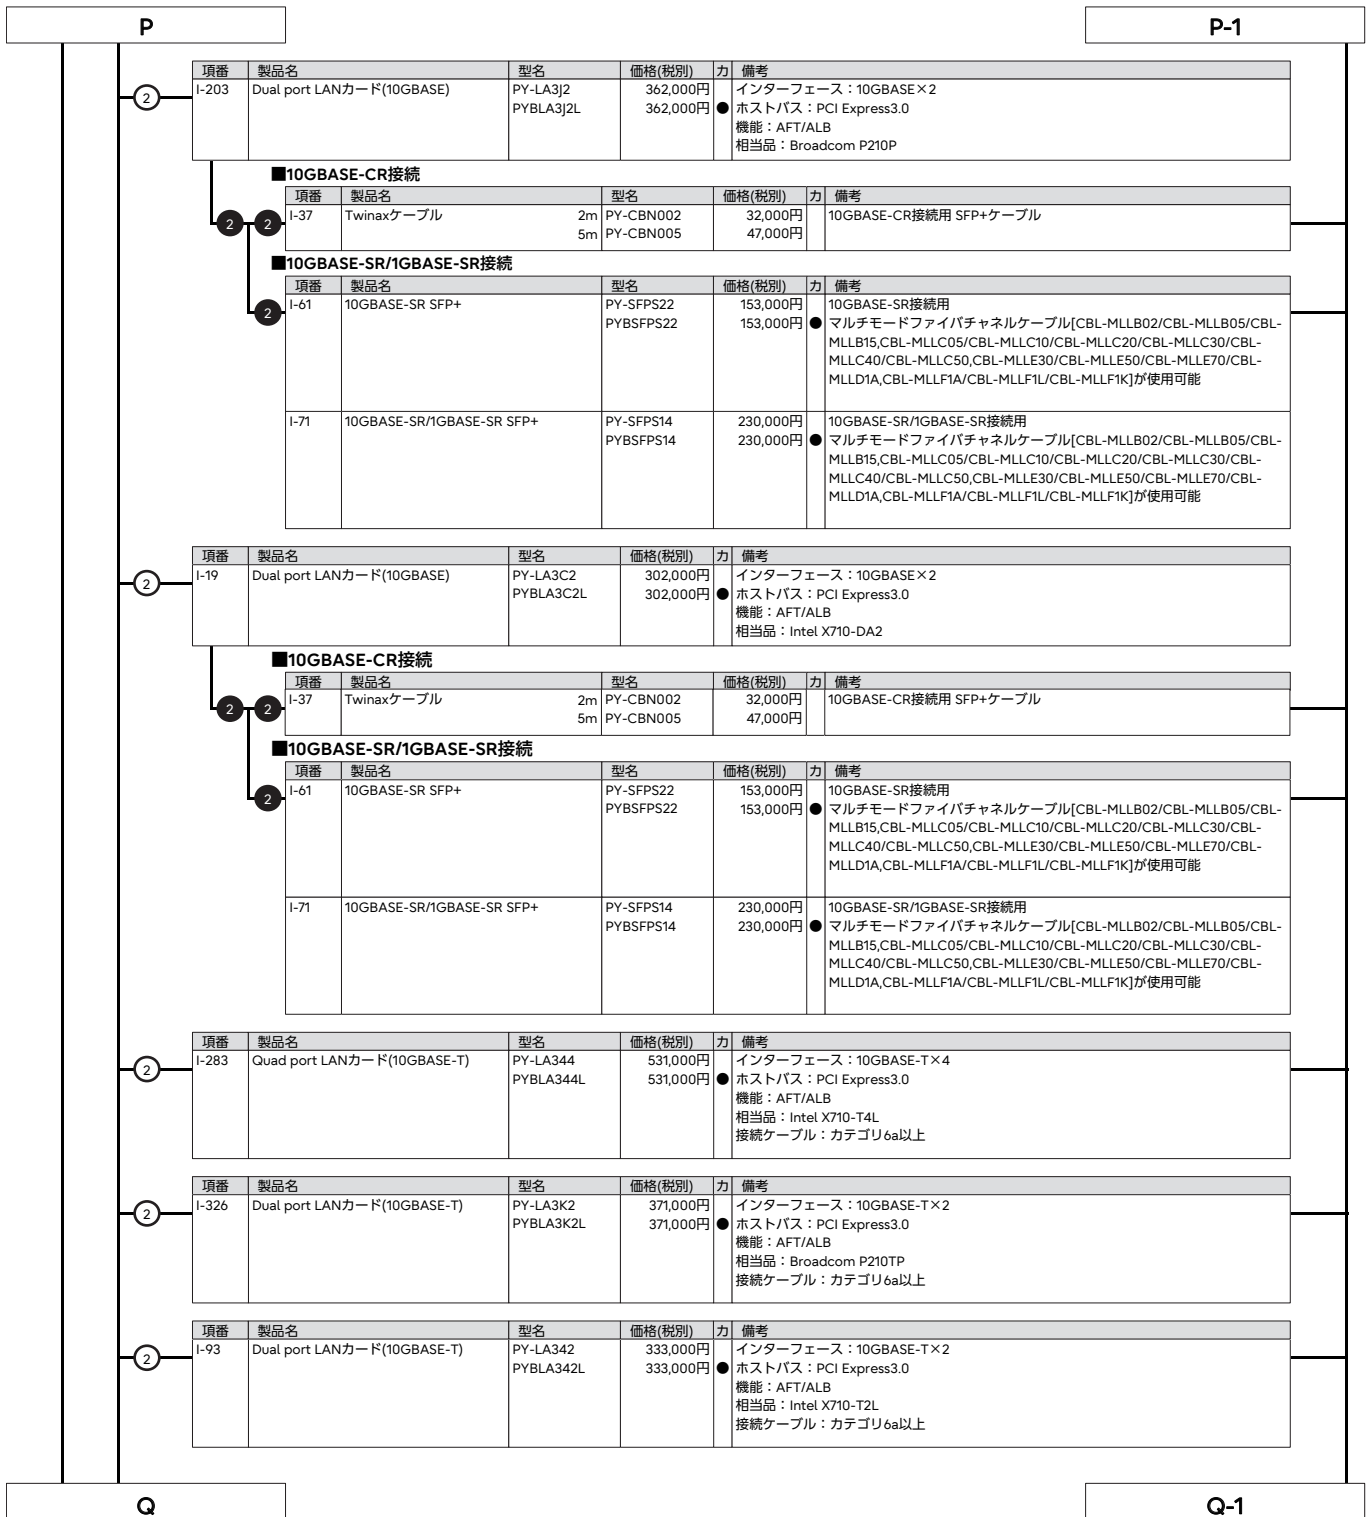 P
P-1
項番 製品名 型名 価格(税別) カ 備考
② I-203 Dual port LANカード(10GBASE) PY-LA3J2 362,000円 インターフェース：10GBASE×2
PYBLA3J2L 362,000円 ● ホストバス：PCI Express3.0
機能：AFT/ALB
相当品：Broadcom P210P
■10GBASE-CR接続
項番 製品名 型名 価格(税別) カ 備考
2 2 I-37 Twinaxケーブル 2m PY-CBN002 32,000円 10GBASE-CR接続用 SFP+ケーブル
5m PY-CBN005 47,000円
■10GBASE-SR/1GBASE-SR接続
項番 製品名 型名 価格(税別) カ 備考
2 I-61 10GBASE-SR SFP+ PY-SFPS22 153,000円 10GBASE-SR接続用
PYBSFPS22 153,000円 ● マルチモードファイバチャネルケーブル[CBL-MLLB02/CBL-MLLB05/CBL-
MLLB15,CBL-MLLC05/CBL-MLLC10/CBL-MLLC20/CBL-MLLC30/CBL-
MLLC40/CBL-MLLC50,CBL-MLLE30/CBL-MLLE50/CBL-MLLE70/CBL-
MLLD1A,CBL-MLLF1A/CBL-MLLF1L/CBL-MLLF1K]が使用可能
I-71 10GBASE-SR/1GBASE-SR SFP+ PY-SFPS14 230,000円 10GBASE-SR/1GBASE-SR接続用
PYBSFPS14 230,000円 ● マルチモードファイバチャネルケーブル[CBL-MLLB02/CBL-MLLB05/CBL-
MLLB15,CBL-MLLC05/CBL-MLLC10/CBL-MLLC20/CBL-MLLC30/CBL-
MLLC40/CBL-MLLC50,CBL-MLLE30/CBL-MLLE50/CBL-MLLE70/CBL-
MLLD1A,CBL-MLLF1A/CBL-MLLF1L/CBL-MLLF1K]が使用可能
項番 製品名 型名 価格(税別) カ 備考
② I-19 Dual port LANカード(10GBASE) PY-LA3C2 302,000円 インターフェース：10GBASE×2
PYBLA3C2L 302,000円 ● ホストバス：PCI Express3.0
機能：AFT/ALB
相当品：Intel X710-DA2
■10GBASE-CR接続
項番 製品名 型名 価格(税別) カ 備考
2 2 I-37 Twinaxケーブル 2m PY-CBN002 32,000円 10GBASE-CR接続用 SFP+ケーブル
5m PY-CBN005 47,000円
■10GBASE-SR/1GBASE-SR接続
項番 製品名 型名 価格(税別) カ 備考
2 I-61 10GBASE-SR SFP+ PY-SFPS22 153,000円 10GBASE-SR接続用
PYBSFPS22 153,000円 ● マルチモードファイバチャネルケーブル[CBL-MLLB02/CBL-MLLB05/CBL-
MLLB15,CBL-MLLC05/CBL-MLLC10/CBL-MLLC20/CBL-MLLC30/CBL-
MLLC40/CBL-MLLC50,CBL-MLLE30/CBL-MLLE50/CBL-MLLE70/CBL-
MLLD1A,CBL-MLLF1A/CBL-MLLF1L/CBL-MLLF1K]が使用可能
I-71 10GBASE-SR/1GBASE-SR SFP+ PY-SFPS14 230,000円 10GBASE-SR/1GBASE-SR接続用
PYBSFPS14 230,000円 ● マルチモードファイバチャネルケーブル[CBL-MLLB02/CBL-MLLB05/CBL-
MLLB15,CBL-MLLC05/CBL-MLLC10/CBL-MLLC20/CBL-MLLC30/CBL-
MLLC40/CBL-MLLC50,CBL-MLLE30/CBL-MLLE50/CBL-MLLE70/CBL-
MLLD1A,CBL-MLLF1A/CBL-MLLF1L/CBL-MLLF1K]が使用可能
項番 製品名 型名 価格(税別) カ 備考
② I-283 Quad port LANカード(10GBASE-T) PY-LA344 531,000円 インターフェース：10GBASE-T×4
PYBLA344L 531,000円 ● ホストバス：PCI Express3.0
機能：AFT/ALB
相当品：Intel X710-T4L
接続ケーブル：カテゴリ6a以上
項番 製品名 型名 価格(税別) カ 備考
② I-326 Dual port LANカード(10GBASE-T) PY-LA3K2 371,000円 インターフェース：10GBASE-T×2
PYBLA3K2L 371,000円 ● ホストバス：PCI Express3.0
機能：AFT/ALB
相当品：Broadcom P210TP
接続ケーブル：カテゴリ6a以上
項番 製品名 型名 価格(税別) カ 備考
② I-93 Dual port LANカード(10GBASE-T) PY-LA342 333,000円 インターフェース：10GBASE-T×2
PYBLA342L 333,000円 ● ホストバス：PCI Express3.0
機能：AFT/ALB
相当品：Intel X710-T2L
接続ケーブル：カテゴリ6a以上
Q
Q-1